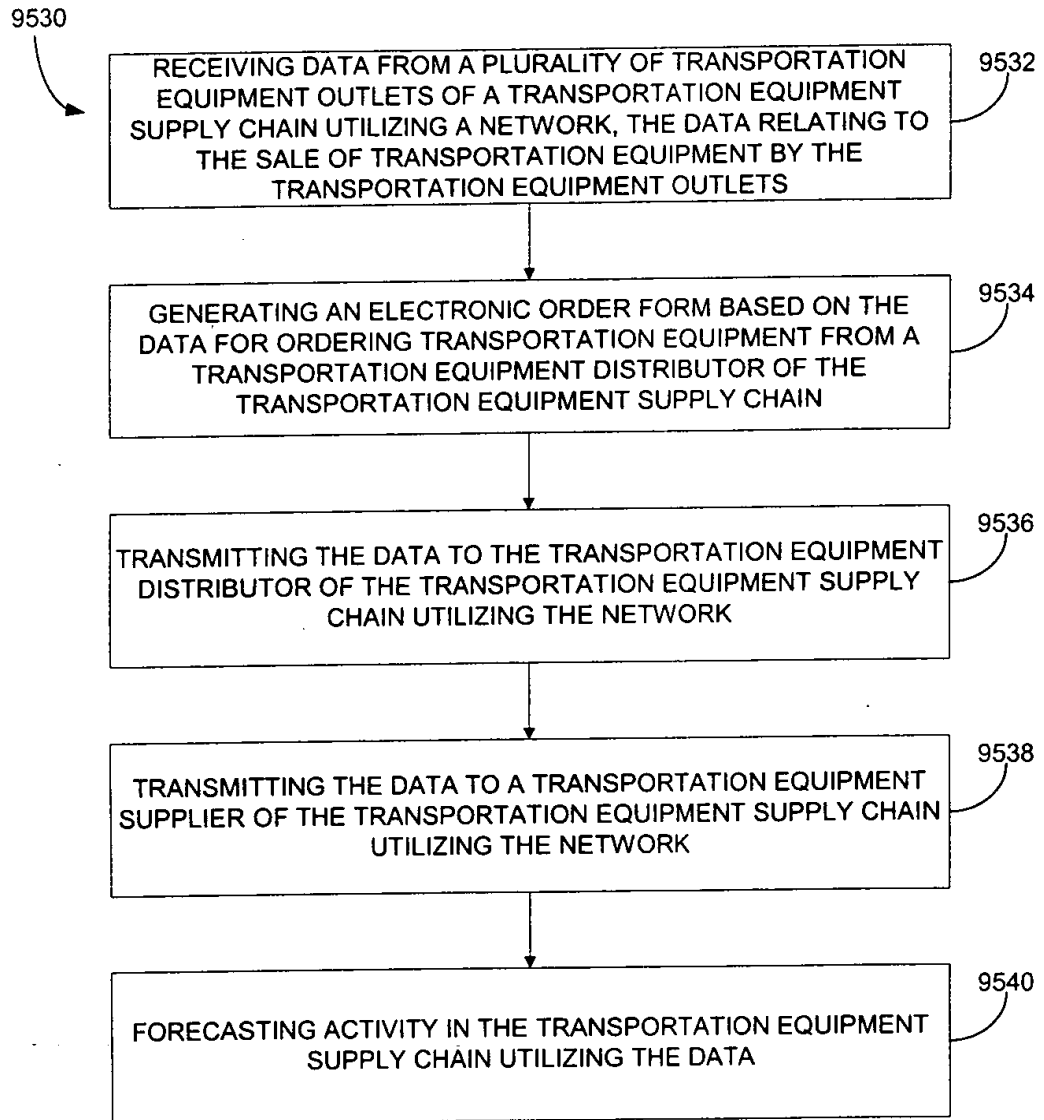 9530
RECEIVING DATA FROM A PLURALITY OF TRANSPORTATION
EQUIPMENT OUTLETS OF A TRANSPORTATION EQUIPMENT
SUPPLY CHAIN UTILIZING A NETWORK, THE DATA RELATING TO
THE SALE OF TRANSPORTATION EQUIPMENT BY THE
TRANSPORTATION EQUIPMENT OUTLETS
9532
GENERATING AN ELECTRONIC ORDER FORM BASED ON THE
DATA FOR ORDERING TRANSPORTATION EQUIPMENT FROM A
TRANSPORTATION EQUIPMENT DISTRIBUTOR OF THE
TRANSPORTATION EQUIPMENT SUPPLY CHAIN
9534
TRANSMITTING THE DATA TO THE TRANSPORTATION EQUIPMENT
DISTRIBUTOR OF THE TRANSPORTATION EQUIPMENT SUPPLY
CHAIN UTILIZING THE NETWORK
9536
TRANSMITTING THE DATA TO A TRANSPORTATION EQUIPMENT
SUPPLIER OF THE TRANSPORTATION EQUIPMENT SUPPLY CHAIN
UTILIZING THE NETWORK
9538
FORECASTING ACTIVITY IN THE TRANSPORTATION EQUIPMENT
SUPPLY CHAIN UTILIZING THE DATA
9540